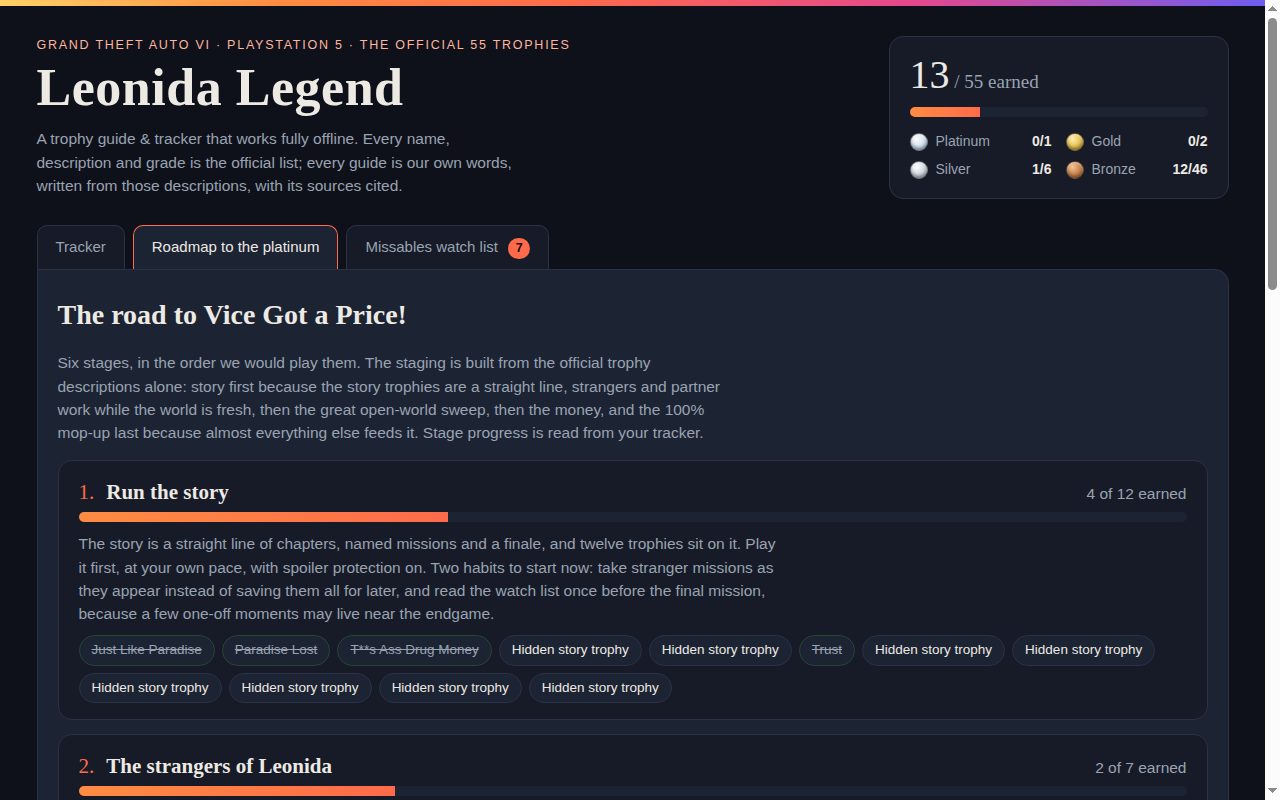 GRAND THEFT AUTO VI · PLAYSTATION 5 · THE OFFICIAL 55 TROPHIES
Leonida Legend
A trophy guide & tracker that works fully offline. Every name,
description and grade is the official list; every guide is our own words,
written from those descriptions, with its sources cited.
13 / 55 earned
Platinum 0/1 Gold 0/2
Silver 1/6 Bronze 12/46
Tracker Roadmap to the platinum Missables watch list 7
The road to Vice Got a Price!
Six stages, in the order we would play them. The staging is built from the official trophy
descriptions alone: story first because the story trophies are a straight line, strangers and partner
work while the world is fresh, then the great open-world sweep, then the money, and the 100%
mop-up last because almost everything else feeds it. Stage progress is read from your tracker.
1. Run the story 4 of 12 earned
The story is a straight line of chapters, named missions and a finale, and twelve trophies sit on it. Play
it first, at your own pace, with spoiler protection on. Two habits to start now: take stranger missions as
they appear instead of saving them all for later, and read the watch list once before the final mission,
because a few one-off moments may live near the endgame.
Just Like Paradise Paradise Lost T**s Ass Drug Money Hidden story trophy Hidden story trophy Trust Hidden story trophy Hidden story trophy
Hidden story trophy Hidden story trophy Hidden story trophy Hidden story trophy
2. The strangers of Leonida 2 of 7 earned